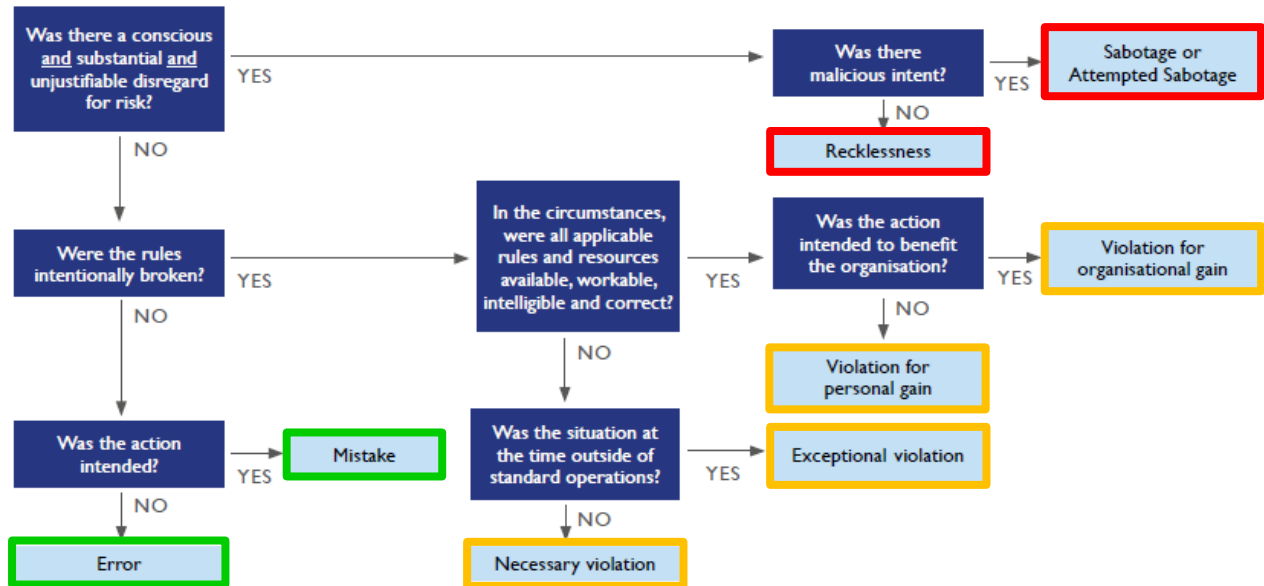 Was there a conscious
and substantial and
unjustifiable disregard
for risk?
YES
Was there
malicious intent?
YES
Sabotage or
Attempted Sabotage
NO
Recklessness
NO
Were the rules
intentionally broken?
YES
In the circumstances,
were all applicable
rules and resources
available, workable,
intelligible and correct?
YES
Was the action
intended to benefit
the organisation?
YES
Violation for
organisational gain
NO
Violation for
personal gain
NO
NO
Was the action
intended?
YES
Mistake
Was the situation at
the time outside of
standard operations?
YES
Exceptional violation
NO
Error
NO
Necessary violation